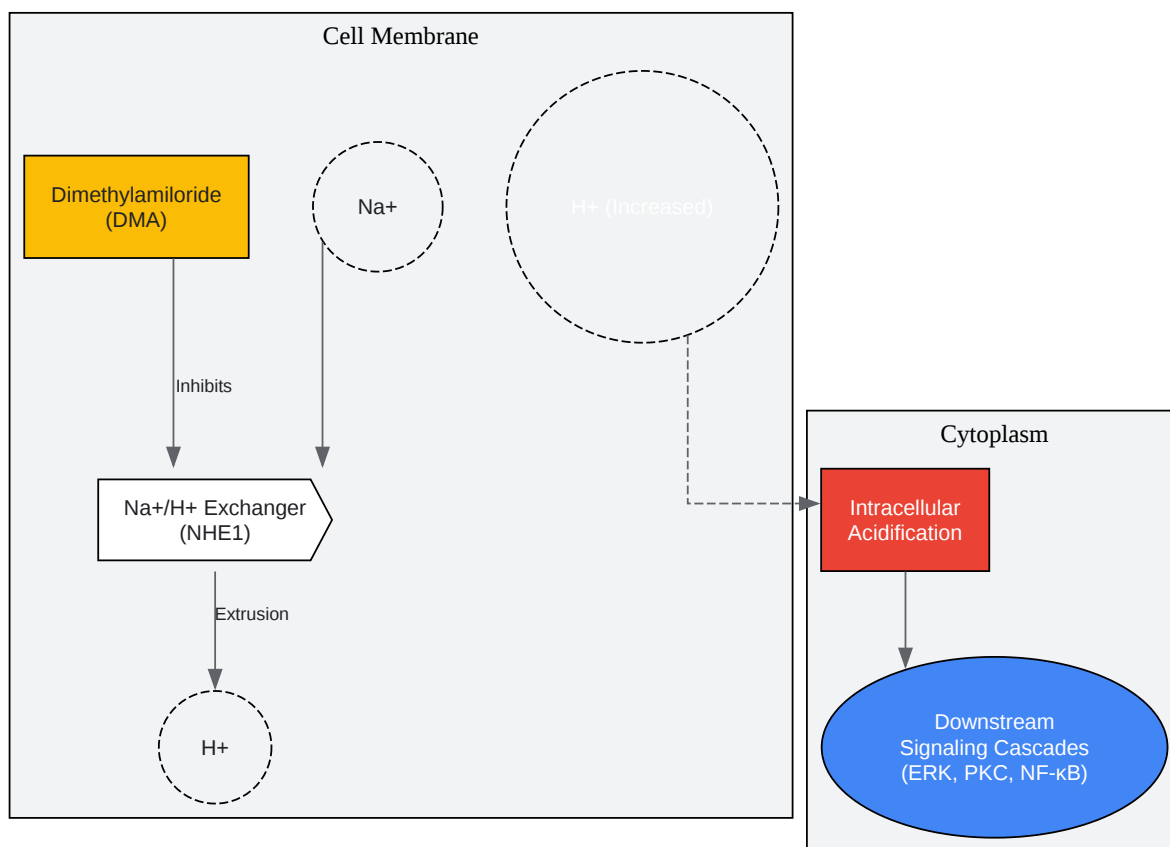 Cell Membrane
Dimethylamiloride
(DMA)
Na+
H+ (Increased)
Inhibits
Na+/H+ Exchanger
(NHE1)
Extrusion
H+
Cytoplasm
Intracellular
Acidification
Downstream
Signaling Cascades
(ERK, PKC, NF-κB)